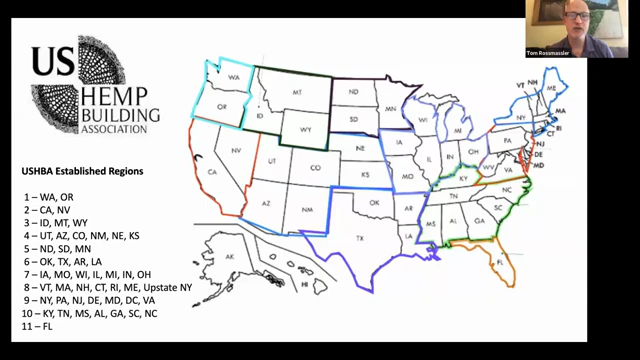 US
HEMP
BUILDING
ASSOCIATION
USHBA Established Regions
1 – WA, OR
2 – CA, NV
3 – ID, MT, WY
4 – UT, AZ, CO, NM, NE, KS
5 – ND, SD, MN
6 – OK, TX, AR, LA
7 – IA, MO, WI, IL, MI, IN, OH
8 – VT, MA, NH, CT, RI, ME, Upstate NY
9 – NY, PA, NJ, DE, MD, DC, VA
10 – KY, TN, MS, AL, GA, SC, NC
11 – FL
WA
OR
ID
MT
WY
ND
SD
MN
WI
MI
VT
NH
ME
NY
MA
CT
RI
PA
NJ
DE
MD
CA
NV
UT
CO
NE
KS
IA
MO
IL
IN
OH
WV
VA
KY
AZ
NM
OK
TX
AR
LA
MS
AL
TN
GA
NC
SC
FL
AK
HI
Tom Rossmassler